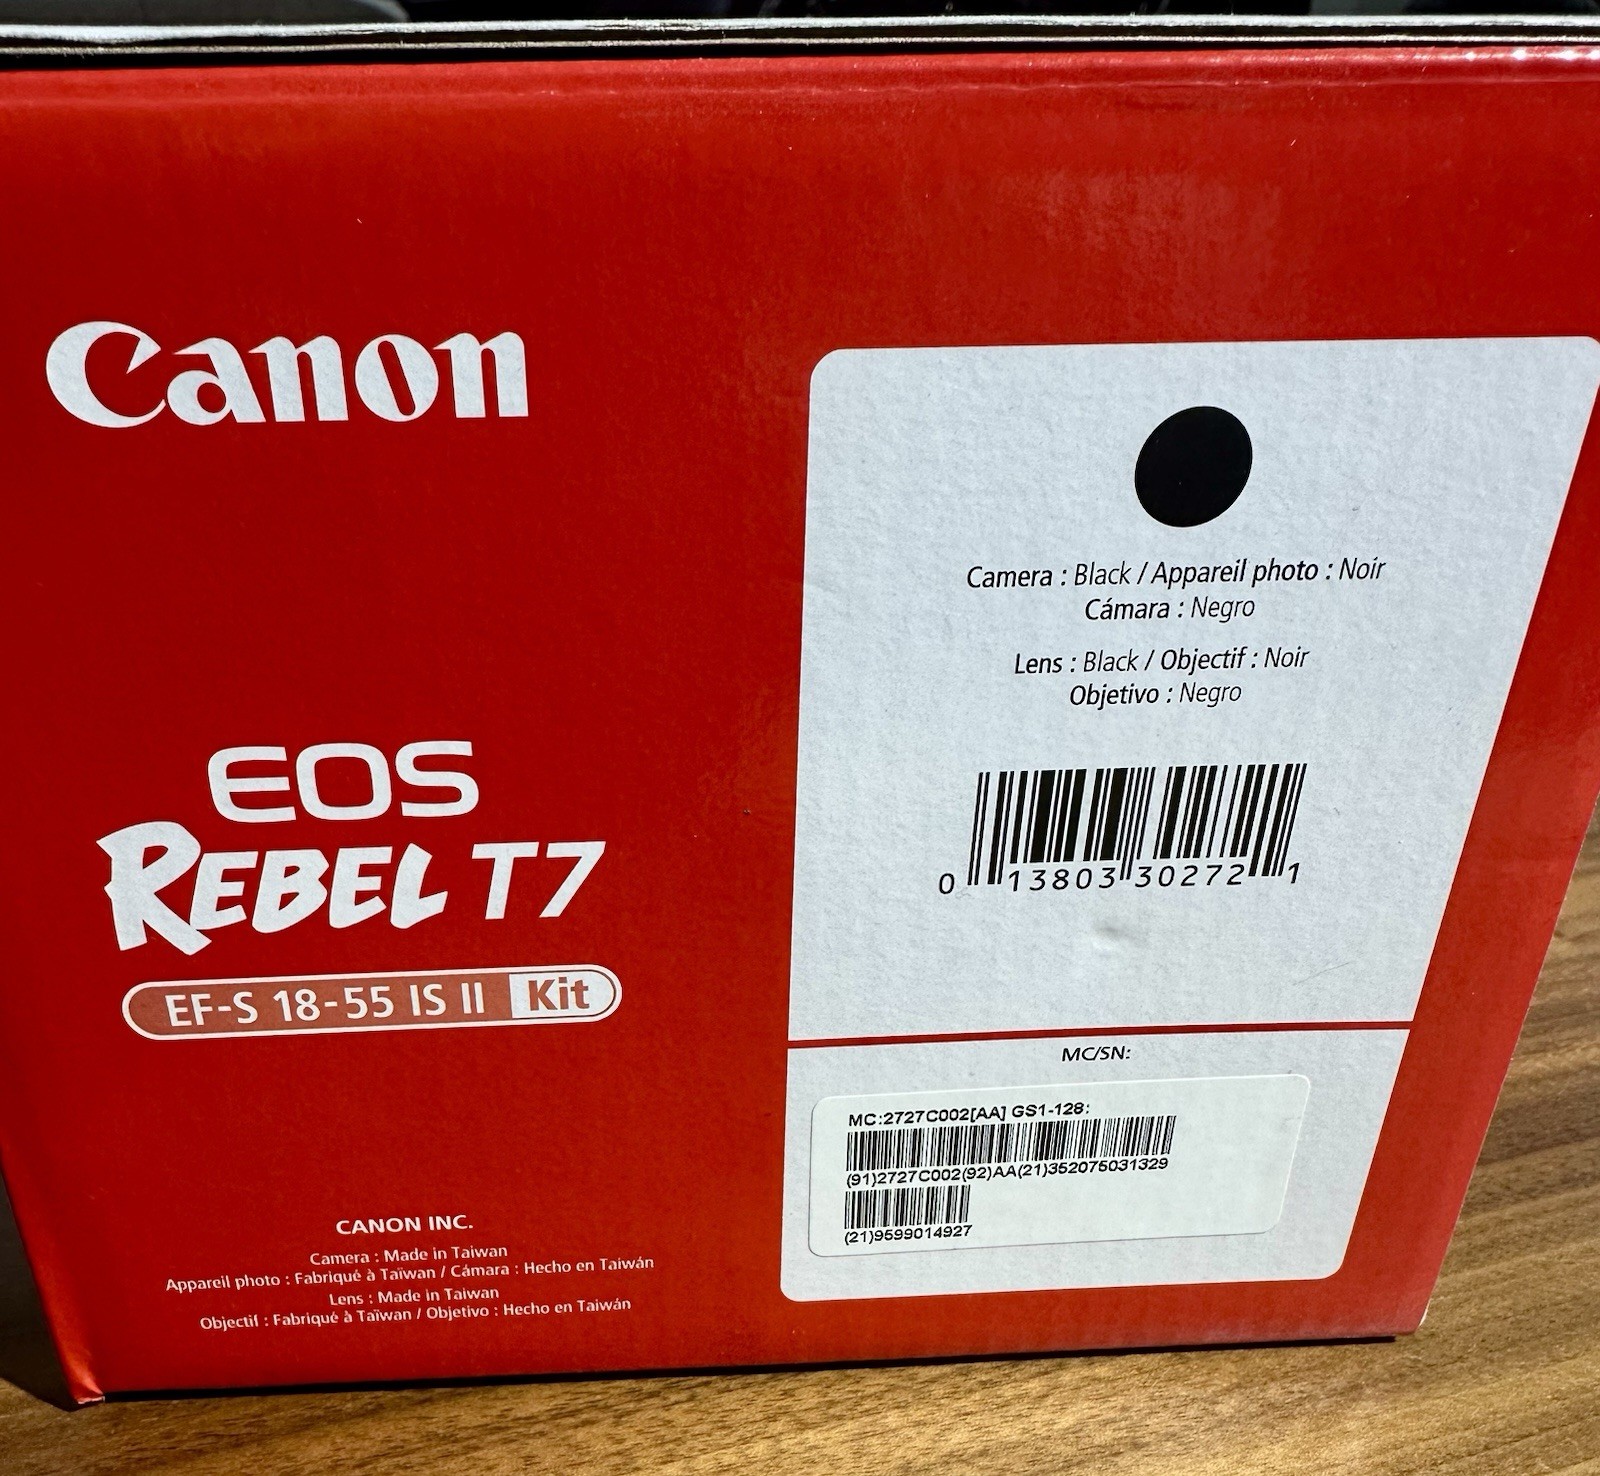 Canon
EOS
REBEL T7
EF-S 18-55 IS II Kit
CANON INC.
Camera : Made in Taiwan
Appareil photo : Fabriqué à Taïwan / Cámara : Hecho en Taiwán
Lens : Made in Taiwan
Objectif : Fabriqué à Taïwan / Objetivo : Hecho en Taiwán
Camera : Black / Appareil photo : Noir
Cámara : Negro
Lens : Black / Objectif : Noir
Objetivo : Negro
0 13803 30272 1
MC/SN:
MC:2727C002[AA] GS1-128:
(91)2727C002(92)AA(21)352075031329
(21)9599014927